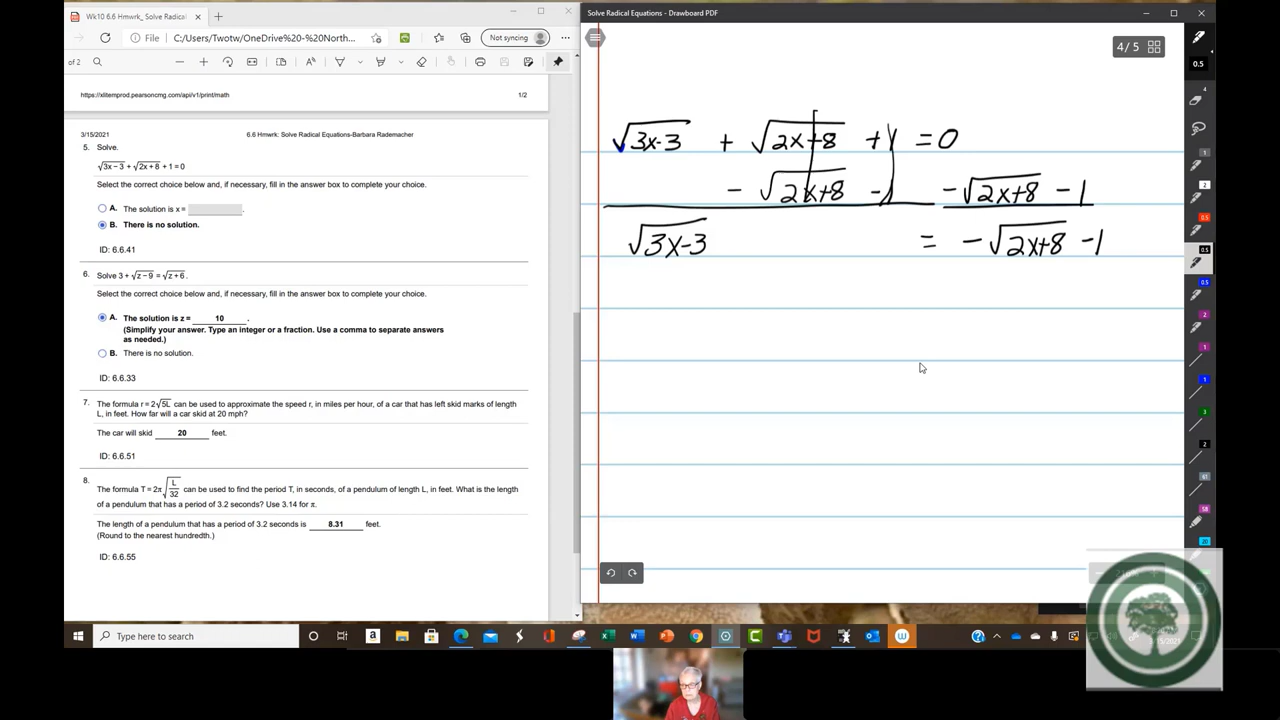 Wk10 6.6 Hmwrk_ Solve Radical
File C:/Users/Twotw/OneDrive%20-%20North... Not syncing
of 2
https://xlitemprod.pearsoncmg.com/api/v1/print/math 1/2
3/15/2021 6.6 Hmwrk: Solve Radical Equations-Barbara Rademacher
5. Solve.
√3x−3 + √2x+8 + 1 = 0
Select the correct choice below and, if necessary, fill in the answer box to complete your choice.
A. The solution is x = .
B. There is no solution.
ID: 6.6.41
6. Solve 3 + √z−9 = √z+6.
Select the correct choice below and, if necessary, fill in the answer box to complete your choice.
A. The solution is z = 10 .
(Simplify your answer. Type an integer or a fraction. Use a comma to separate answers
as needed.)
B. There is no solution.
ID: 6.6.33
7. The formula r = 2√5L can be used to approximate the speed r, in miles per hour, of a car that has left skid marks of length
L, in feet. How far will a car skid at 20 mph?
The car will skid 20 feet.
ID: 6.6.51
8. The formula T = 2π√L/32 can be used to find the period T, in seconds, of a pendulum of length L, in feet. What is the length
of a pendulum that has a period of 3.2 seconds? Use 3.14 for π.
The length of a pendulum that has a period of 3.2 seconds is 8.31 feet.
(Round to the nearest hundredth.)
ID: 6.6.55
Type here to search
Solve Radical Equations - Drawboard PDF
4 / 5
√3x-3 + √2x+8 + 1 = 0
- √2x+8 - 1 - √2x+8 - 1
√3x-3 = - √2x+8 - 1